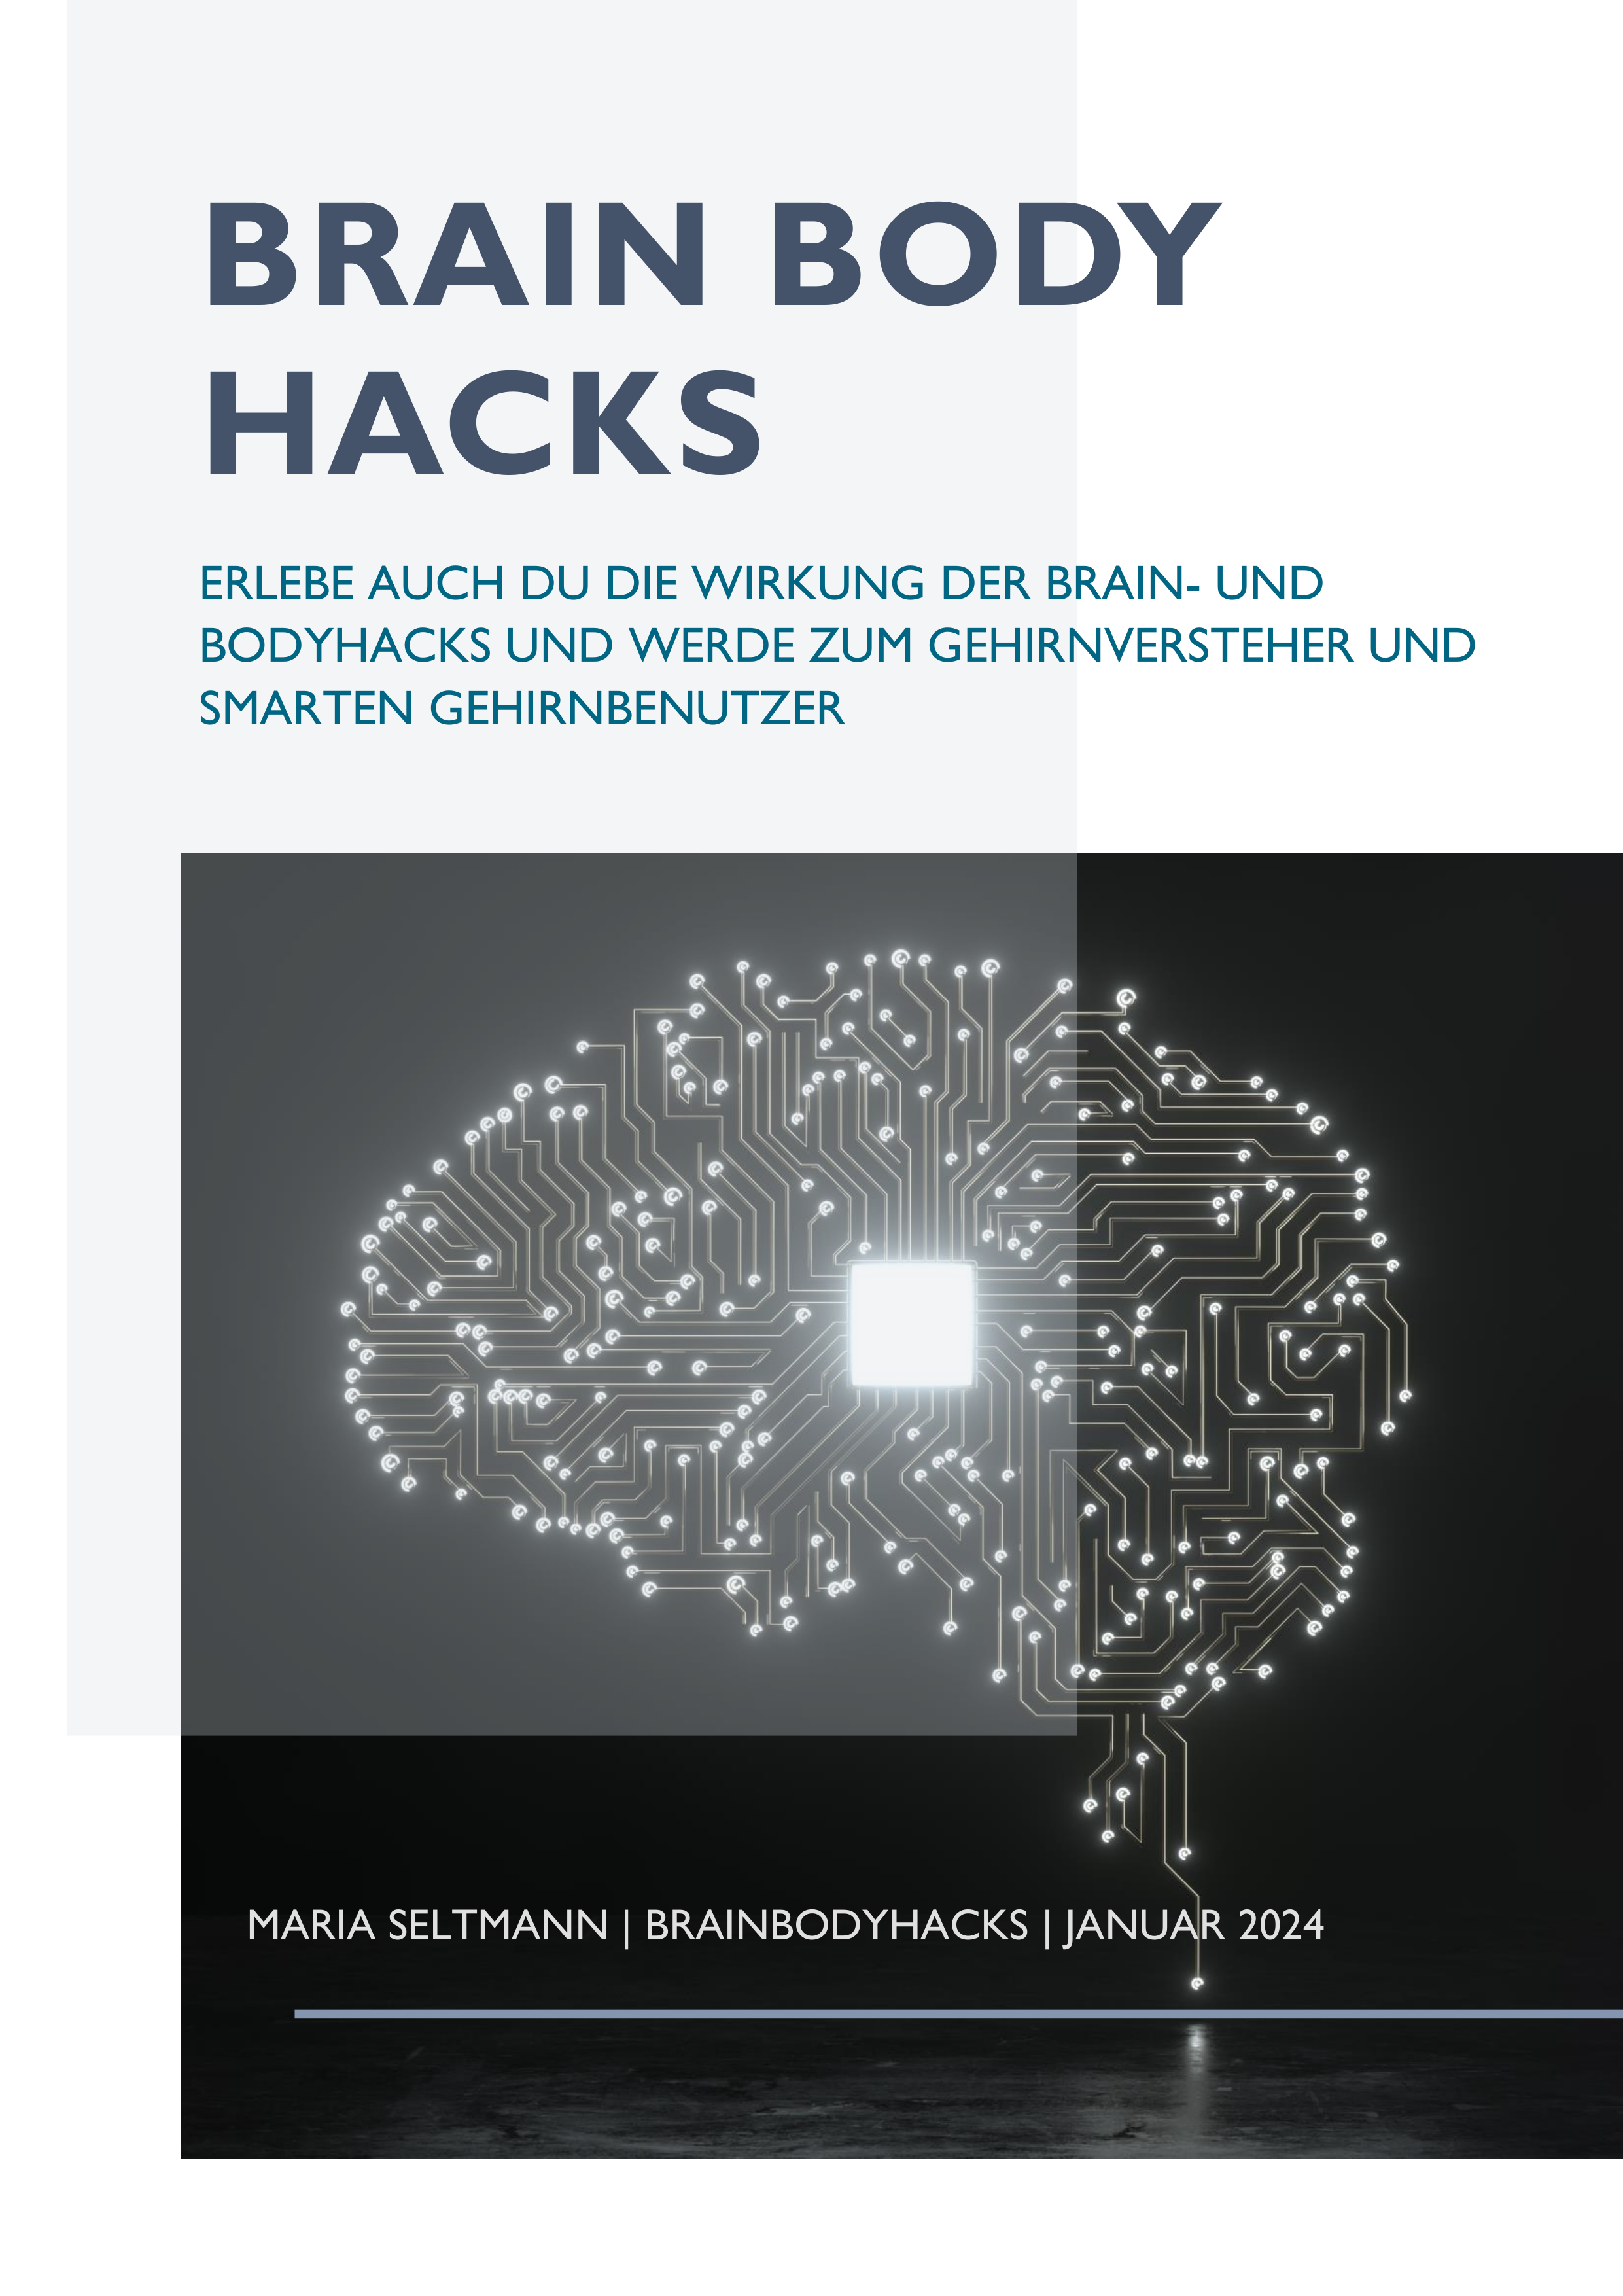 BRAIN BODY
HACKS
ERLEBE AUCH DU DIE WIRKUNG DER BRAIN- UND
BODYHACKS UND WERDE ZUM GEHIRNVERSTEHER UND
SMARTEN GEHIRNBENUTZER
MARIA SELTMANN | BRAINBODYHACKS | JANUAR 2024